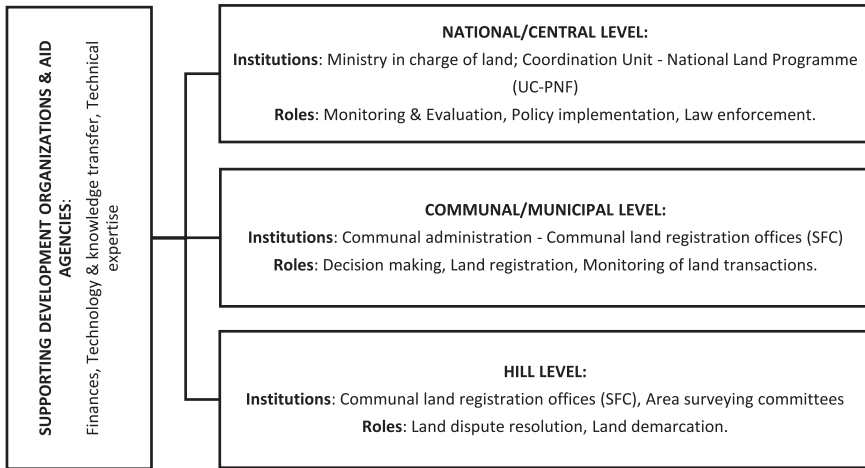 SUPPORTING DEVELOPMENT ORGANIZATIONS & AID
AGENCIES:
Finances, Technology & knowledge transfer, Technical
expertise
NATIONAL/CENTRAL LEVEL:
Institutions: Ministry in charge of land; Coordination Unit - National Land Programme
(UC-PNF)
Roles: Monitoring & Evaluation, Policy implementation, Law enforcement.
COMMUNAL/MUNICIPAL LEVEL:
Institutions: Communal administration - Communal land registration offices (SFC)
Roles: Decision making, Land registration, Monitoring of land transactions.
HILL LEVEL:
Institutions: Communal land registration offices (SFC), Area surveying committees
Roles: Land dispute resolution, Land demarcation.